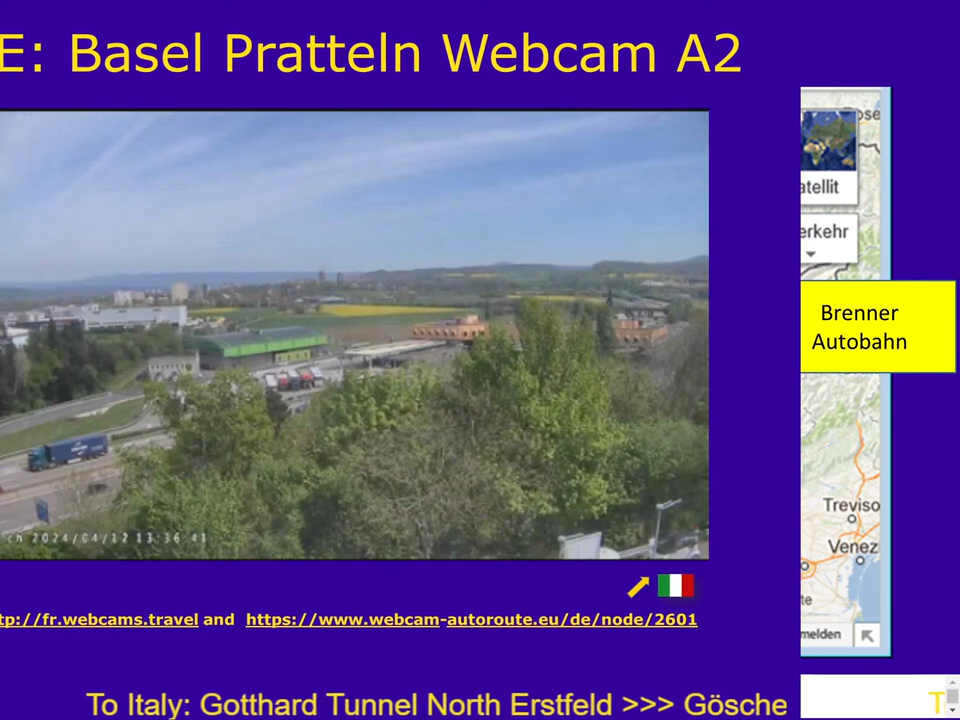 E: Basel Pratteln Webcam A2
ose
atellit
erkehr
Brenner
Autobahn
Treviso
Venez
te
melden
ch 2024/04/12 13:36:41
tp://fr.webcams.travel and https://www.webcam-autoroute.eu/de/node/2601
To Italy: Gotthard Tunnel North Erstfeld >>> Gösche
T